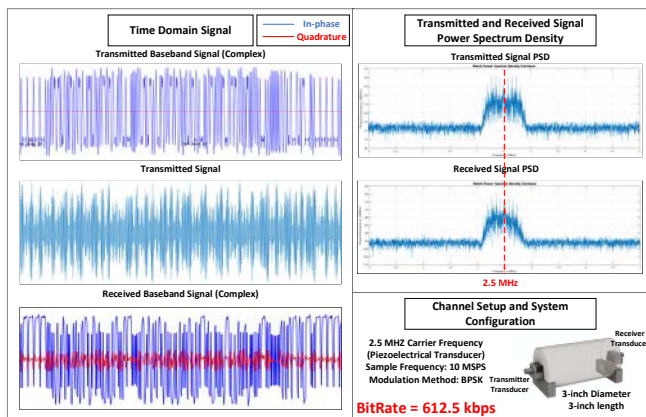 Time Domain Signal
In-phase
Quadrature
Transmitted Baseband Signal (Complex)
Transmitted Signal
Received Baseband Signal (Complex)
Transmitted and Received Signal
Power Spectrum Density
Transmitted Signal PSD
Received Signal PSD
2.5 MHz
Channel Setup and System
Configuration
2.5 MHZ Carrier Frequency
(Piezoelectrical Transducer)
Sample Frequency: 10 MSPS
Modulation Method: BPSK
BitRate = 612.5 kbps
Receiver
Transducer
Transmitter
Transducer
3-inch Diameter
3-inch length